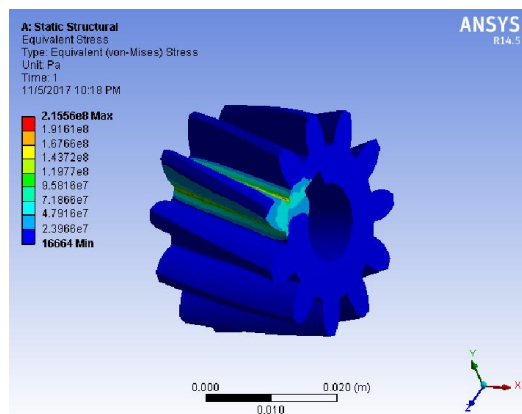 A: Static Structural
Equivalent Stress
Type: Equivalent (von-Mises) Stress
Unit: Pa
Time: 1
11/5/2017 10:18 PM
ANSYS
R14.5
2.1556e8 Max
1.9161e8
1.6766e8
1.4372e8
1.1977e8
9.5816e7
7.1866e7
4.7916e7
2.3966e7
16664 Min
0.000
0.020 (m)
0.010
Y
X
Z